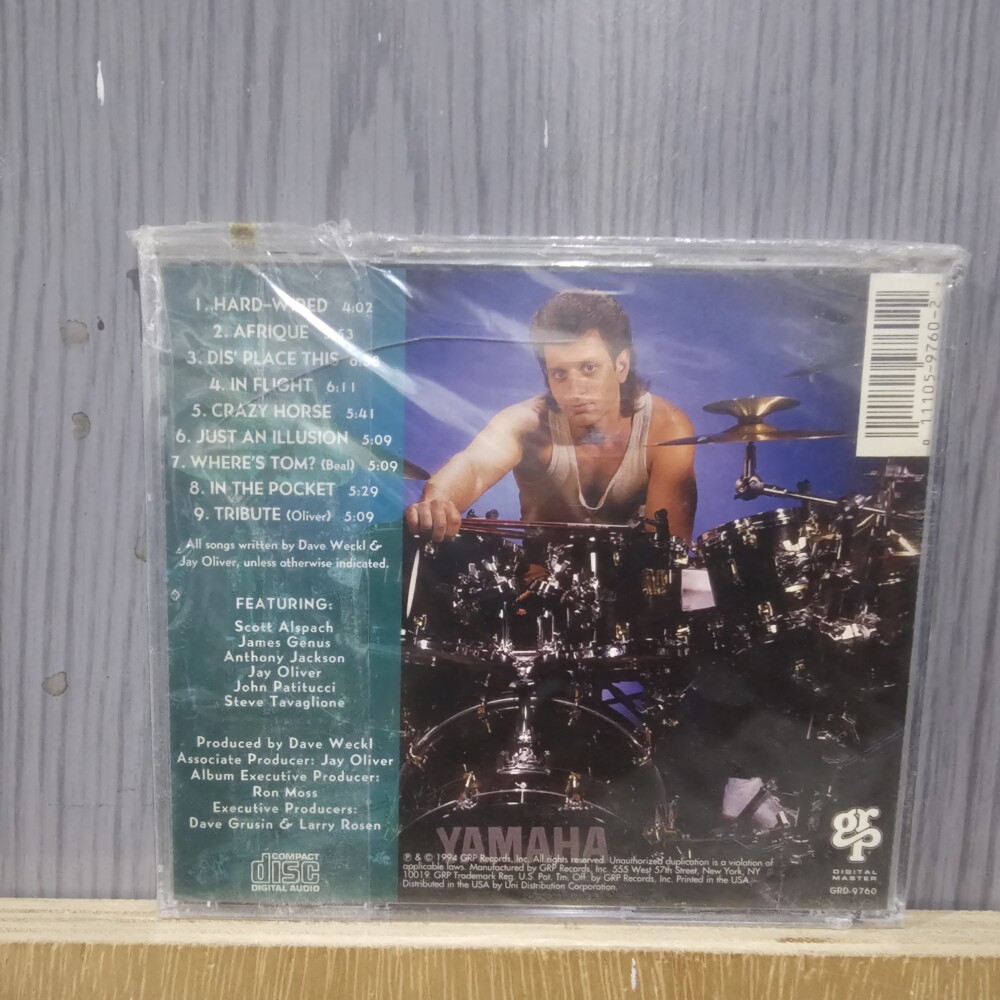 1. HARD-WIRED 4:02
2. AFRIQUE
3. DIS' PLACE THIS
4. IN FLIGHT 6:11
5. CRAZY HORSE 5:41
6. JUST AN ILLUSION 5:09
7. WHERE'S TOM? (Beal) 5:09
8. IN THE POCKET 5:29
9. TRIBUTE (Oliver) 5:09
All songs written by Dave Weckl &
Jay Oliver, unless otherwise indicated.
FEATURING:
Scott Alspach
James Genus
Anthony Jackson
Jay Oliver
John Patitucci
Steve Tavaglione
Produced by Dave Weckl
Associate Producer: Jay Oliver
Album Executive Producer:
Ron Moss
Executive Producers:
Dave Grusin & Larry Rosen
COMPACT
disc
DIGITAL AUDIO
YAMAHA
℗ & © 1994 GRP Records, Inc. All rights reserved. Unauthorized duplication is a violation of
applicable laws. Manufactured by GRP Records, Inc. 555 West 57th Street, New York, NY
10019. GRP Trademark Reg. U.S. Pat. Tm. Off. by GRP Records, Inc. Printed in the USA.
Distributed in the USA by Uni Distribution Corporation.
0 11105-9760-2
grp
DIGITAL
MASTER
GRD-9760